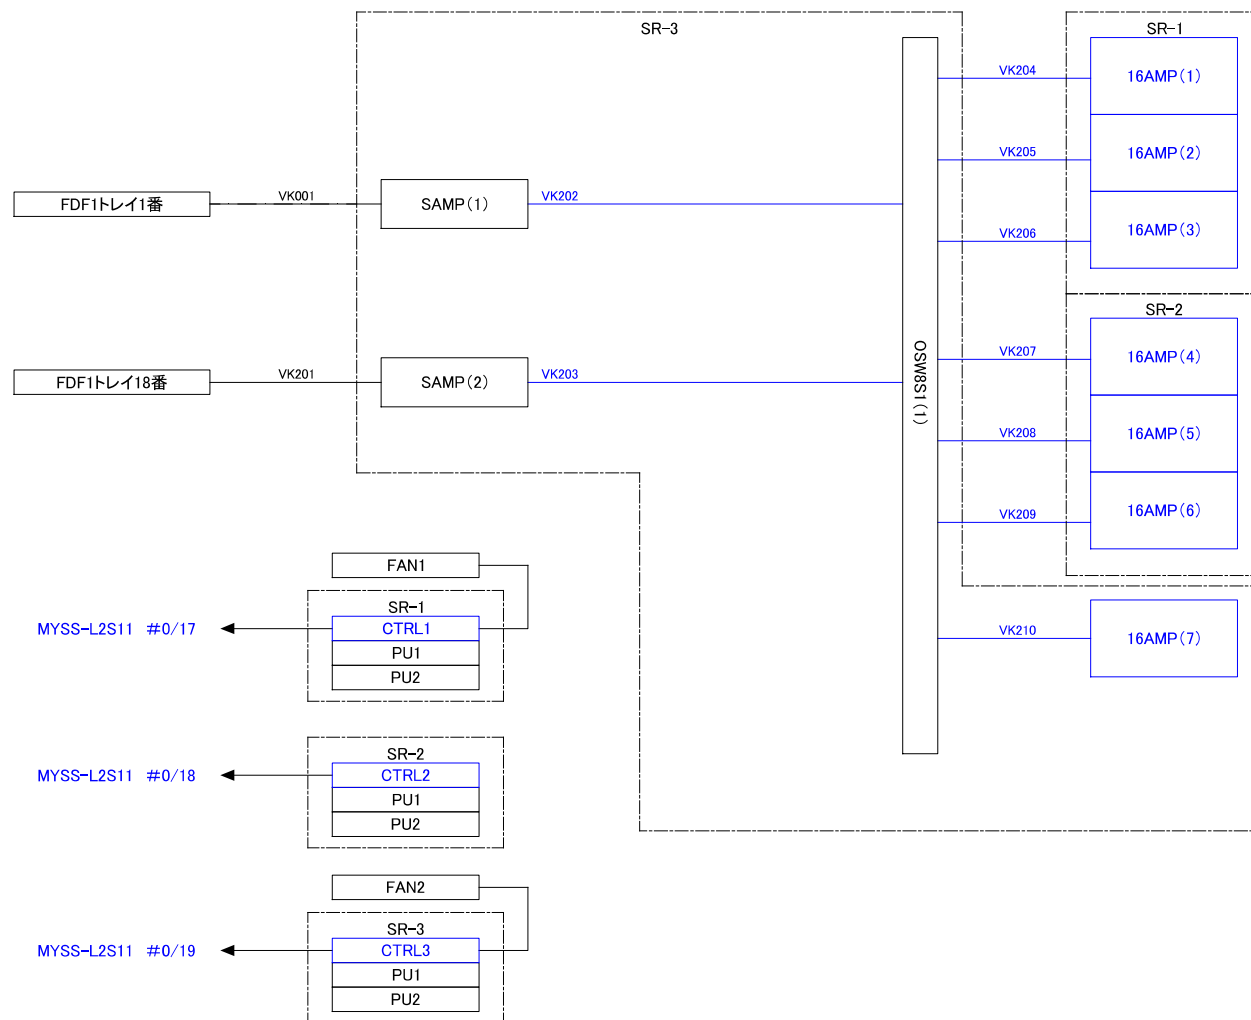 SR-3
SR-1
VK204
16AMP(1)
VK205
16AMP(2)
FDF1トレイ1番
VK001
SAMP(1)
VK202
VK206
16AMP(3)
SR-2
VK207
16AMP(4)
FDF1トレイ18番
VK201
SAMP(2)
VK203
OSW8S1(1)
VK208
16AMP(5)
VK209
16AMP(6)
FAN1
SR-1
MYSS-L2S11 #0/17
CTRL1
PU1
PU2
VK210
16AMP(7)
SR-2
MYSS-L2S11 #0/18
CTRL2
PU1
PU2
FAN2
SR-3
MYSS-L2S11 #0/19
CTRL3
PU1
PU2